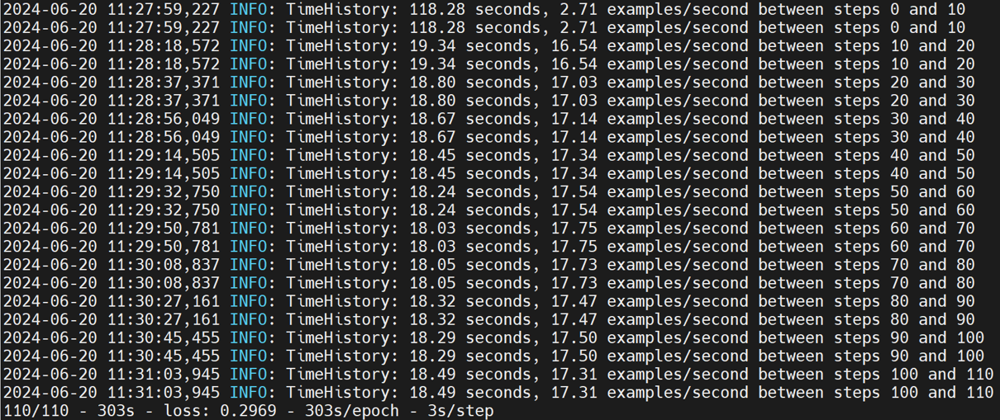 2024-06-20 11:27:59,227 INFO: TimeHistory: 118.28 seconds, 2.71 examples/second between steps 0 and 10
2024-06-20 11:27:59,227 INFO: TimeHistory: 118.28 seconds, 2.71 examples/second between steps 0 and 10
2024-06-20 11:28:18,572 INFO: TimeHistory: 19.34 seconds, 16.54 examples/second between steps 10 and 20
2024-06-20 11:28:18,572 INFO: TimeHistory: 19.34 seconds, 16.54 examples/second between steps 10 and 20
2024-06-20 11:28:37,371 INFO: TimeHistory: 18.80 seconds, 17.03 examples/second between steps 20 and 30
2024-06-20 11:28:37,371 INFO: TimeHistory: 18.80 seconds, 17.03 examples/second between steps 20 and 30
2024-06-20 11:28:56,049 INFO: TimeHistory: 18.67 seconds, 17.14 examples/second between steps 30 and 40
2024-06-20 11:28:56,049 INFO: TimeHistory: 18.67 seconds, 17.14 examples/second between steps 30 and 40
2024-06-20 11:29:14,505 INFO: TimeHistory: 18.45 seconds, 17.34 examples/second between steps 40 and 50
2024-06-20 11:29:14,505 INFO: TimeHistory: 18.45 seconds, 17.34 examples/second between steps 40 and 50
2024-06-20 11:29:32,750 INFO: TimeHistory: 18.24 seconds, 17.54 examples/second between steps 50 and 60
2024-06-20 11:29:32,750 INFO: TimeHistory: 18.24 seconds, 17.54 examples/second between steps 50 and 60
2024-06-20 11:29:50,781 INFO: TimeHistory: 18.03 seconds, 17.75 examples/second between steps 60 and 70
2024-06-20 11:29:50,781 INFO: TimeHistory: 18.03 seconds, 17.75 examples/second between steps 60 and 70
2024-06-20 11:30:08,837 INFO: TimeHistory: 18.05 seconds, 17.73 examples/second between steps 70 and 80
2024-06-20 11:30:08,837 INFO: TimeHistory: 18.05 seconds, 17.73 examples/second between steps 70 and 80
2024-06-20 11:30:27,161 INFO: TimeHistory: 18.32 seconds, 17.47 examples/second between steps 80 and 90
2024-06-20 11:30:27,161 INFO: TimeHistory: 18.32 seconds, 17.47 examples/second between steps 80 and 90
2024-06-20 11:30:45,455 INFO: TimeHistory: 18.29 seconds, 17.50 examples/second between steps 90 and 100
2024-06-20 11:30:45,455 INFO: TimeHistory: 18.29 seconds, 17.50 examples/second between steps 90 and 100
2024-06-20 11:31:03,945 INFO: TimeHistory: 18.49 seconds, 17.31 examples/second between steps 100 and 110
2024-06-20 11:31:03,945 INFO: TimeHistory: 18.49 seconds, 17.31 examples/second between steps 100 and 110
110/110 - 303s - loss: 0.2969 - 303s/epoch - 3s/step